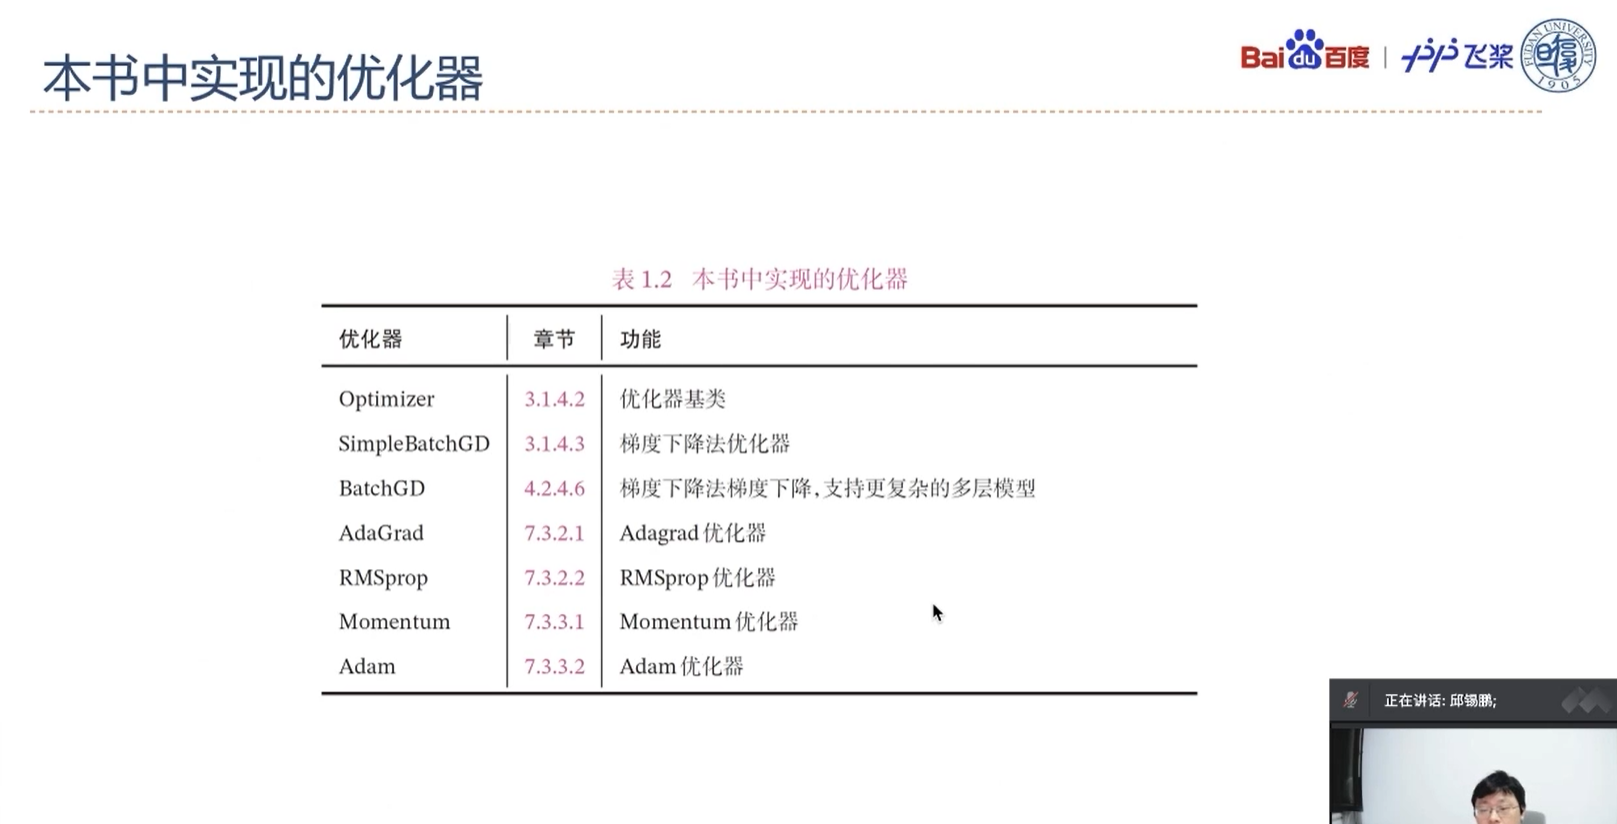 本书中实现的优化器
Bai du 百度 | 飞桨
FUDAN UNIVERSITY
1905
表 1.2 本书中实现的优化器
优化器 章节 功能
Optimizer 3.1.4.2 优化器基类
SimpleBatchGD 3.1.4.3 梯度下降法优化器
BatchGD 4.2.4.6 梯度下降法梯度下降,支持更复杂的多层模型
AdaGrad 7.3.2.1 Adagrad 优化器
RMSprop 7.3.2.2 RMSprop 优化器
Momentum 7.3.3.1 Momentum 优化器
Adam 7.3.3.2 Adam 优化器
正在讲话: 邱锡鹏;